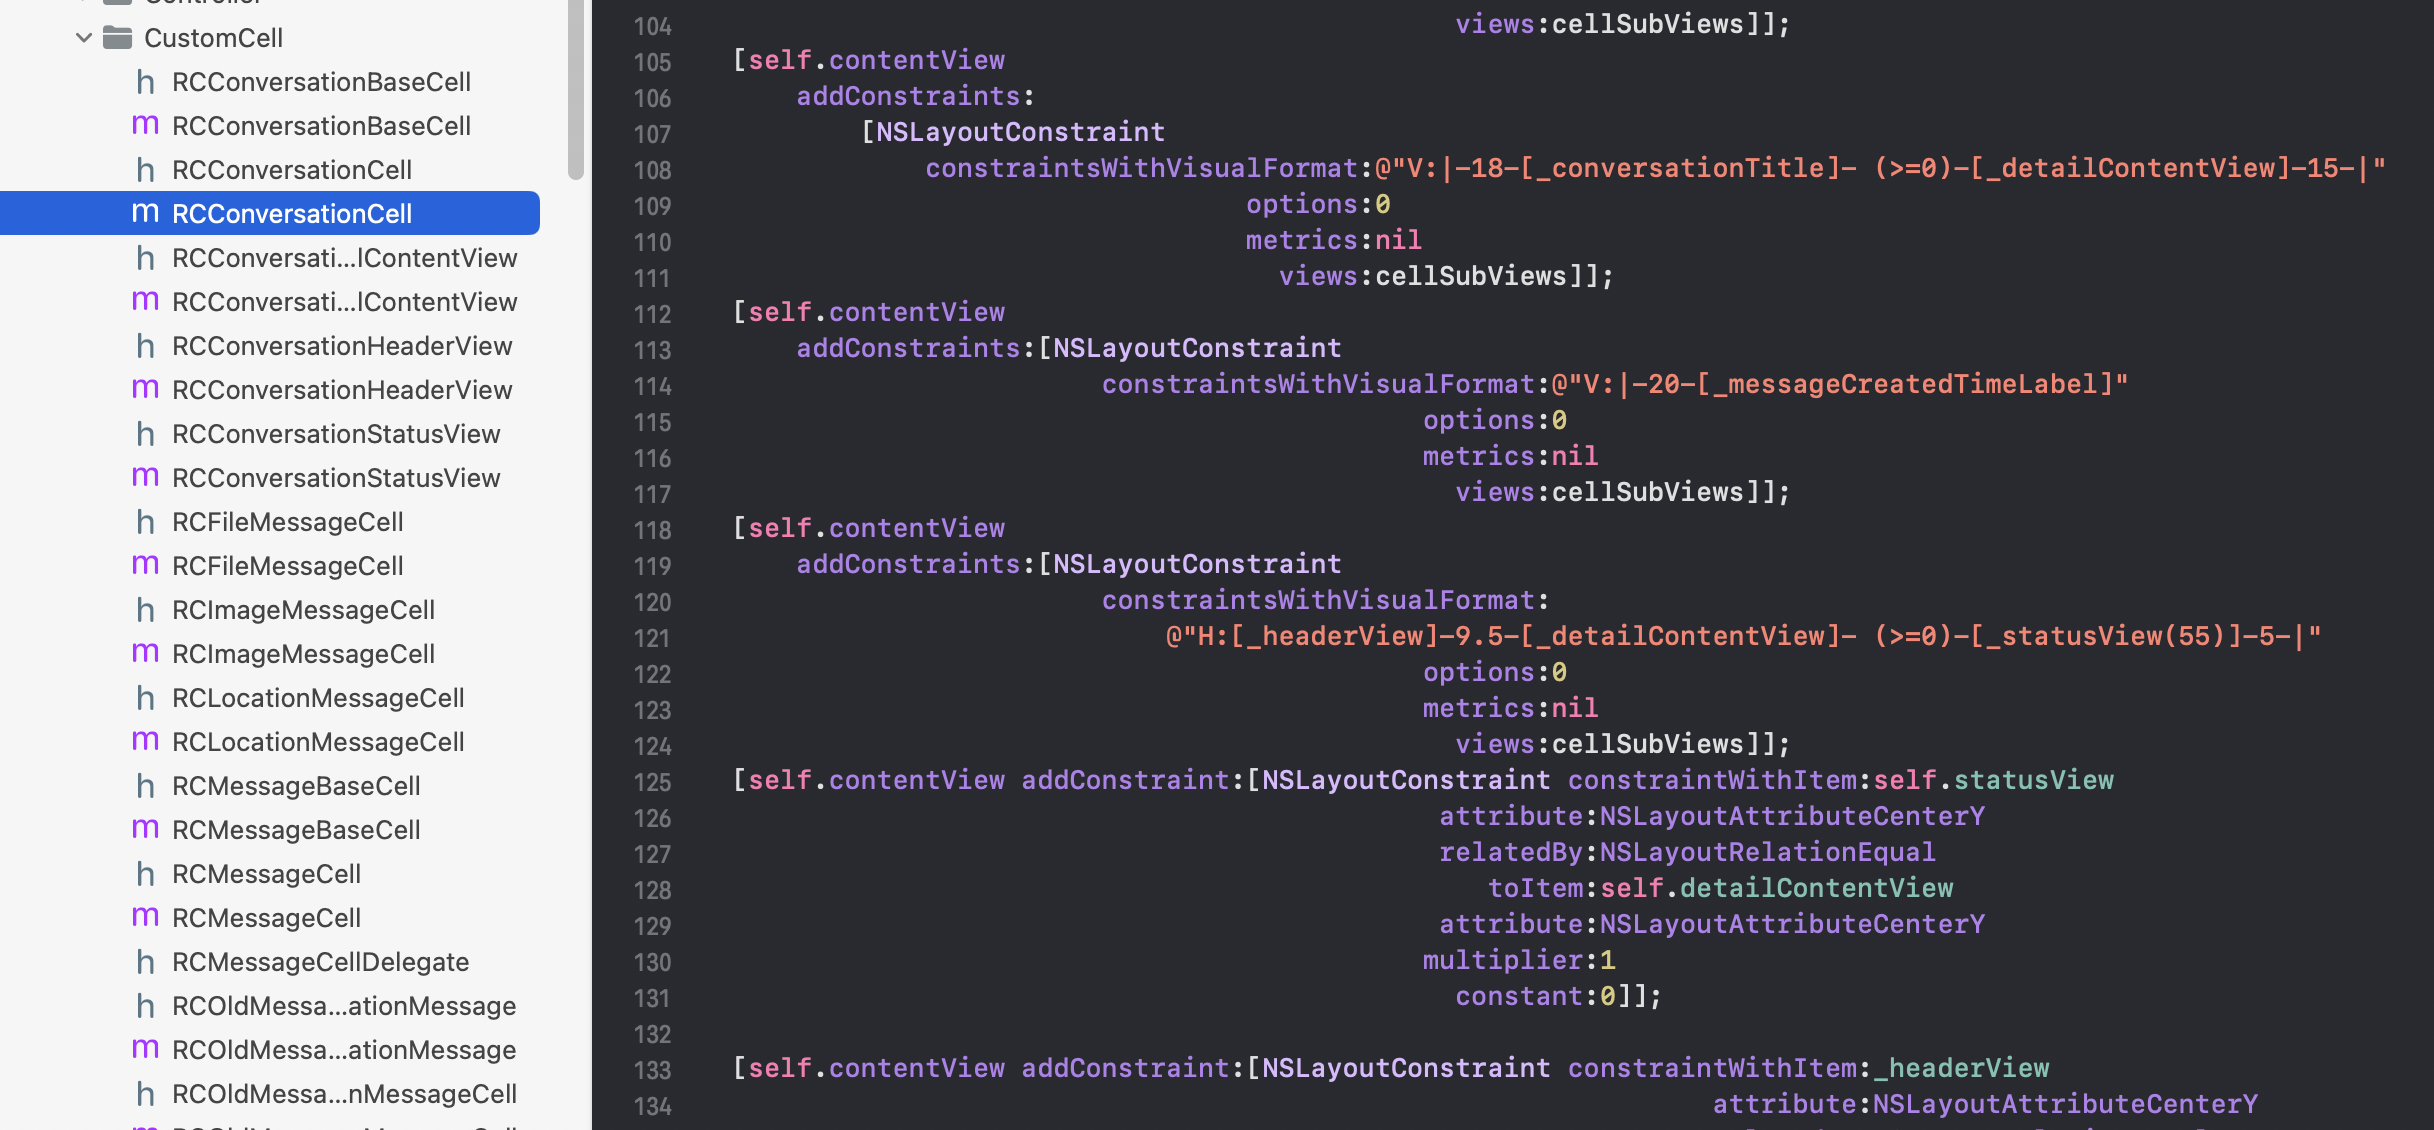 Controller
CustomCell
h RCConversationBaseCell
m RCConversationBaseCell
h RCConversationCell
m RCConversationCell
h RCConversati...lContentView
m RCConversati...lContentView
h RCConversationHeaderView
m RCConversationHeaderView
h RCConversationStatusView
m RCConversationStatusView
h RCFileMessageCell
m RCFileMessageCell
h RCImageMessageCell
m RCImageMessageCell
h RCLocationMessageCell
m RCLocationMessageCell
h RCMessageBaseCell
m RCMessageBaseCell
h RCMessageCell
m RCMessageCell
h RCMessageCellDelegate
h RCOldMessa...ationMessage
m RCOldMessa...ationMessage
h RCOldMessa...nMessageCell
104 views:cellSubViews]];
105 [self.contentView
106 addConstraints:
107 [NSLayoutConstraint
108 constraintsWithVisualFormat:@"V:|-18-[_conversationTitle]- (>=0)-[_detailContentView]-15-|"
109 options:0
110 metrics:nil
111 views:cellSubViews]];
112 [self.contentView
113 addConstraints:[NSLayoutConstraint
114 constraintsWithVisualFormat:@"V:|-20-[_messageCreatedTimeLabel]"
115 options:0
116 metrics:nil
117 views:cellSubViews]];
118 [self.contentView
119 addConstraints:[NSLayoutConstraint
120 constraintsWithVisualFormat:
121 @"H:[_headerView]-9.5-[_detailContentView]- (>=0)-[_statusView(55)]-5-|"
122 options:0
123 metrics:nil
124 views:cellSubViews]];
125 [self.contentView addConstraint:[NSLayoutConstraint constraintWithItem:self.statusView
126 attribute:NSLayoutAttributeCenterY
127 relatedBy:NSLayoutRelationEqual
128 toItem:self.detailContentView
129 attribute:NSLayoutAttributeCenterY
130 multiplier:1
131 constant:0]];
132
133 [self.contentView addConstraint:[NSLayoutConstraint constraintWithItem:_headerView
134 attribute:NSLayoutAttributeCenterY